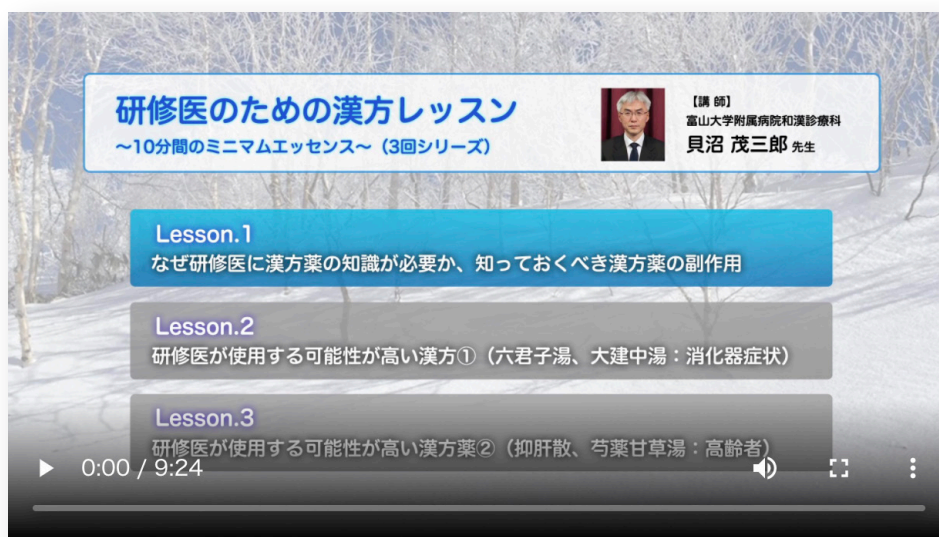 研修医のための漢方レッスン
～10分間のミニマムエッセンス～（3回シリーズ）
【講 師】
富山大学附属病院和漢診療科
貝沼 茂三郎 先生
Lesson.1
なぜ研修医に漢方薬の知識が必要か、知っておくべき漢方薬の副作用
Lesson.2
研修医が使用する可能性が高い漢方①（六君子湯、大建中湯：消化器症状）
Lesson.3
研修医が使用する可能性が高い漢方薬②（抑肝散、芍薬甘草湯：高齢者）
0:00 / 9:24